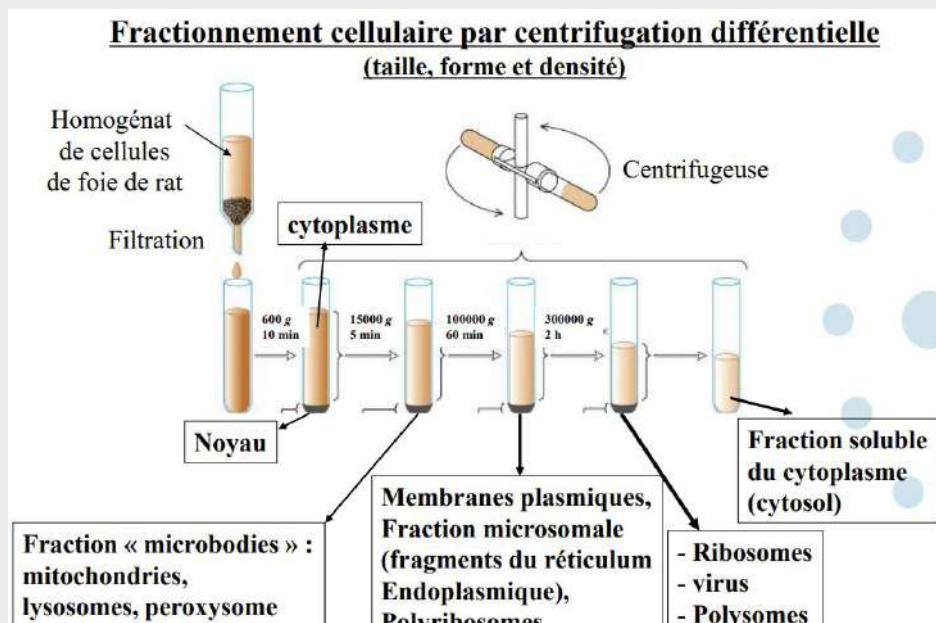 Fractionnement cellulaire par centrifugation différentielle
(taille, forme et densité)
Homogénat
de cellules
de foie de rat
Filtration
Centrifugeuse
cytoplasme
600 g
10 min
15000 g
5 min
100000 g
60 min
300000 g
2 h
Noyau
Fraction « microbodies » :
mitochondries,
lysosomes, peroxysome
Membranes plasmiques,
Fraction microsomale
(fragments du réticulum
Endoplasmique),
Polyribosomes
- Ribosomes
- virus
- Polysomes
Fraction soluble
du cytoplasme
(cytosol)